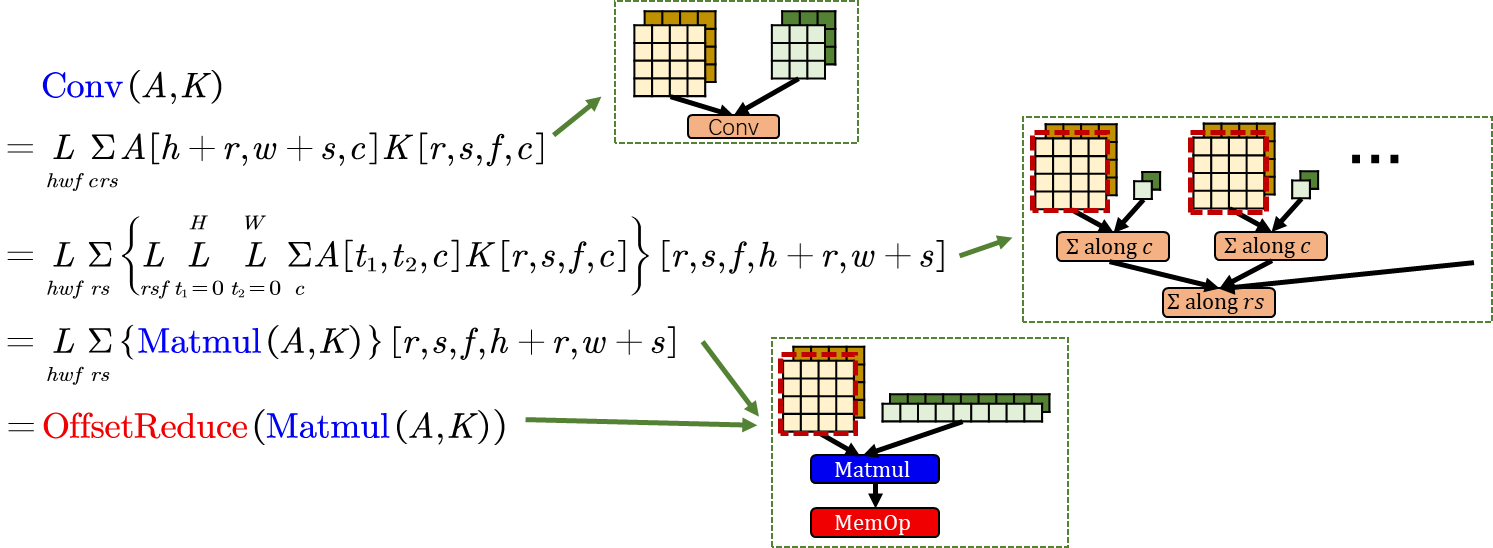 Conv(A,K)
= L Σ A[h+r,w+s,c]K[r,s,f,c]
hwf crs
H W
= L Σ {L L L Σ A[t₁,t₂,c]K[r,s,f,c]}[r,s,f,h+r,w+s]
hwf rs rsf t₁=0 t₂=0 c
= L Σ {Matmul(A,K)}[r,s,f,h+r,w+s]
hwf rs
= OffsetReduce(Matmul(A,K))
Conv
...
Σ along c
Σ along c
Σ along rs
Matmul
MemOp